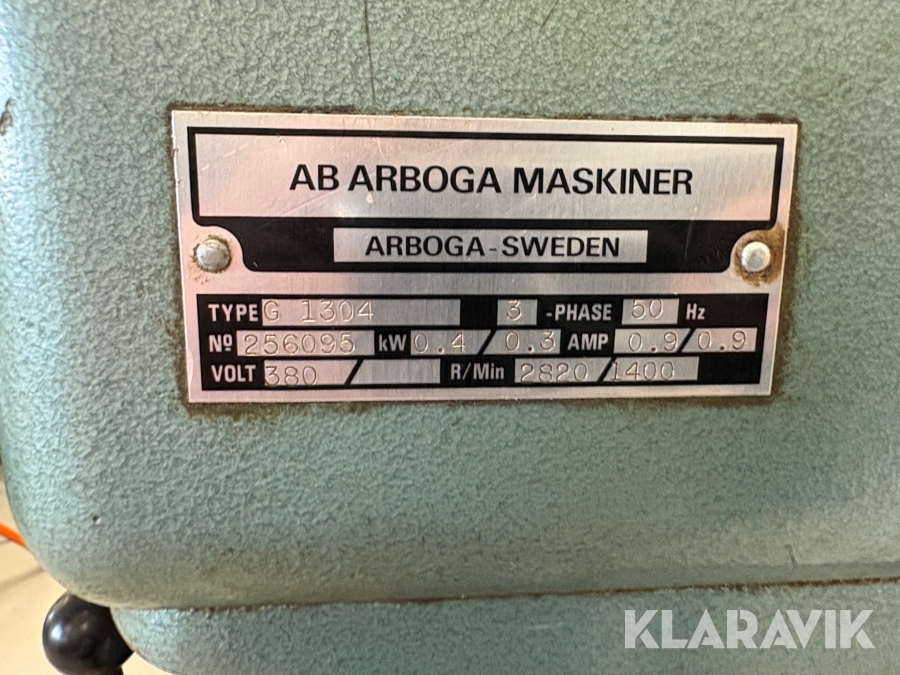 AB ARBOGA MASKINER
ARBOGA-SWEDEN
TYPE G 1304 3 -PHASE 50 Hz
Nº 256095 kW 0.4 / 0.3 AMP 0.9 / 0.9
VOLT 380 / R/Min 2820 / 1400
KLARAVIK